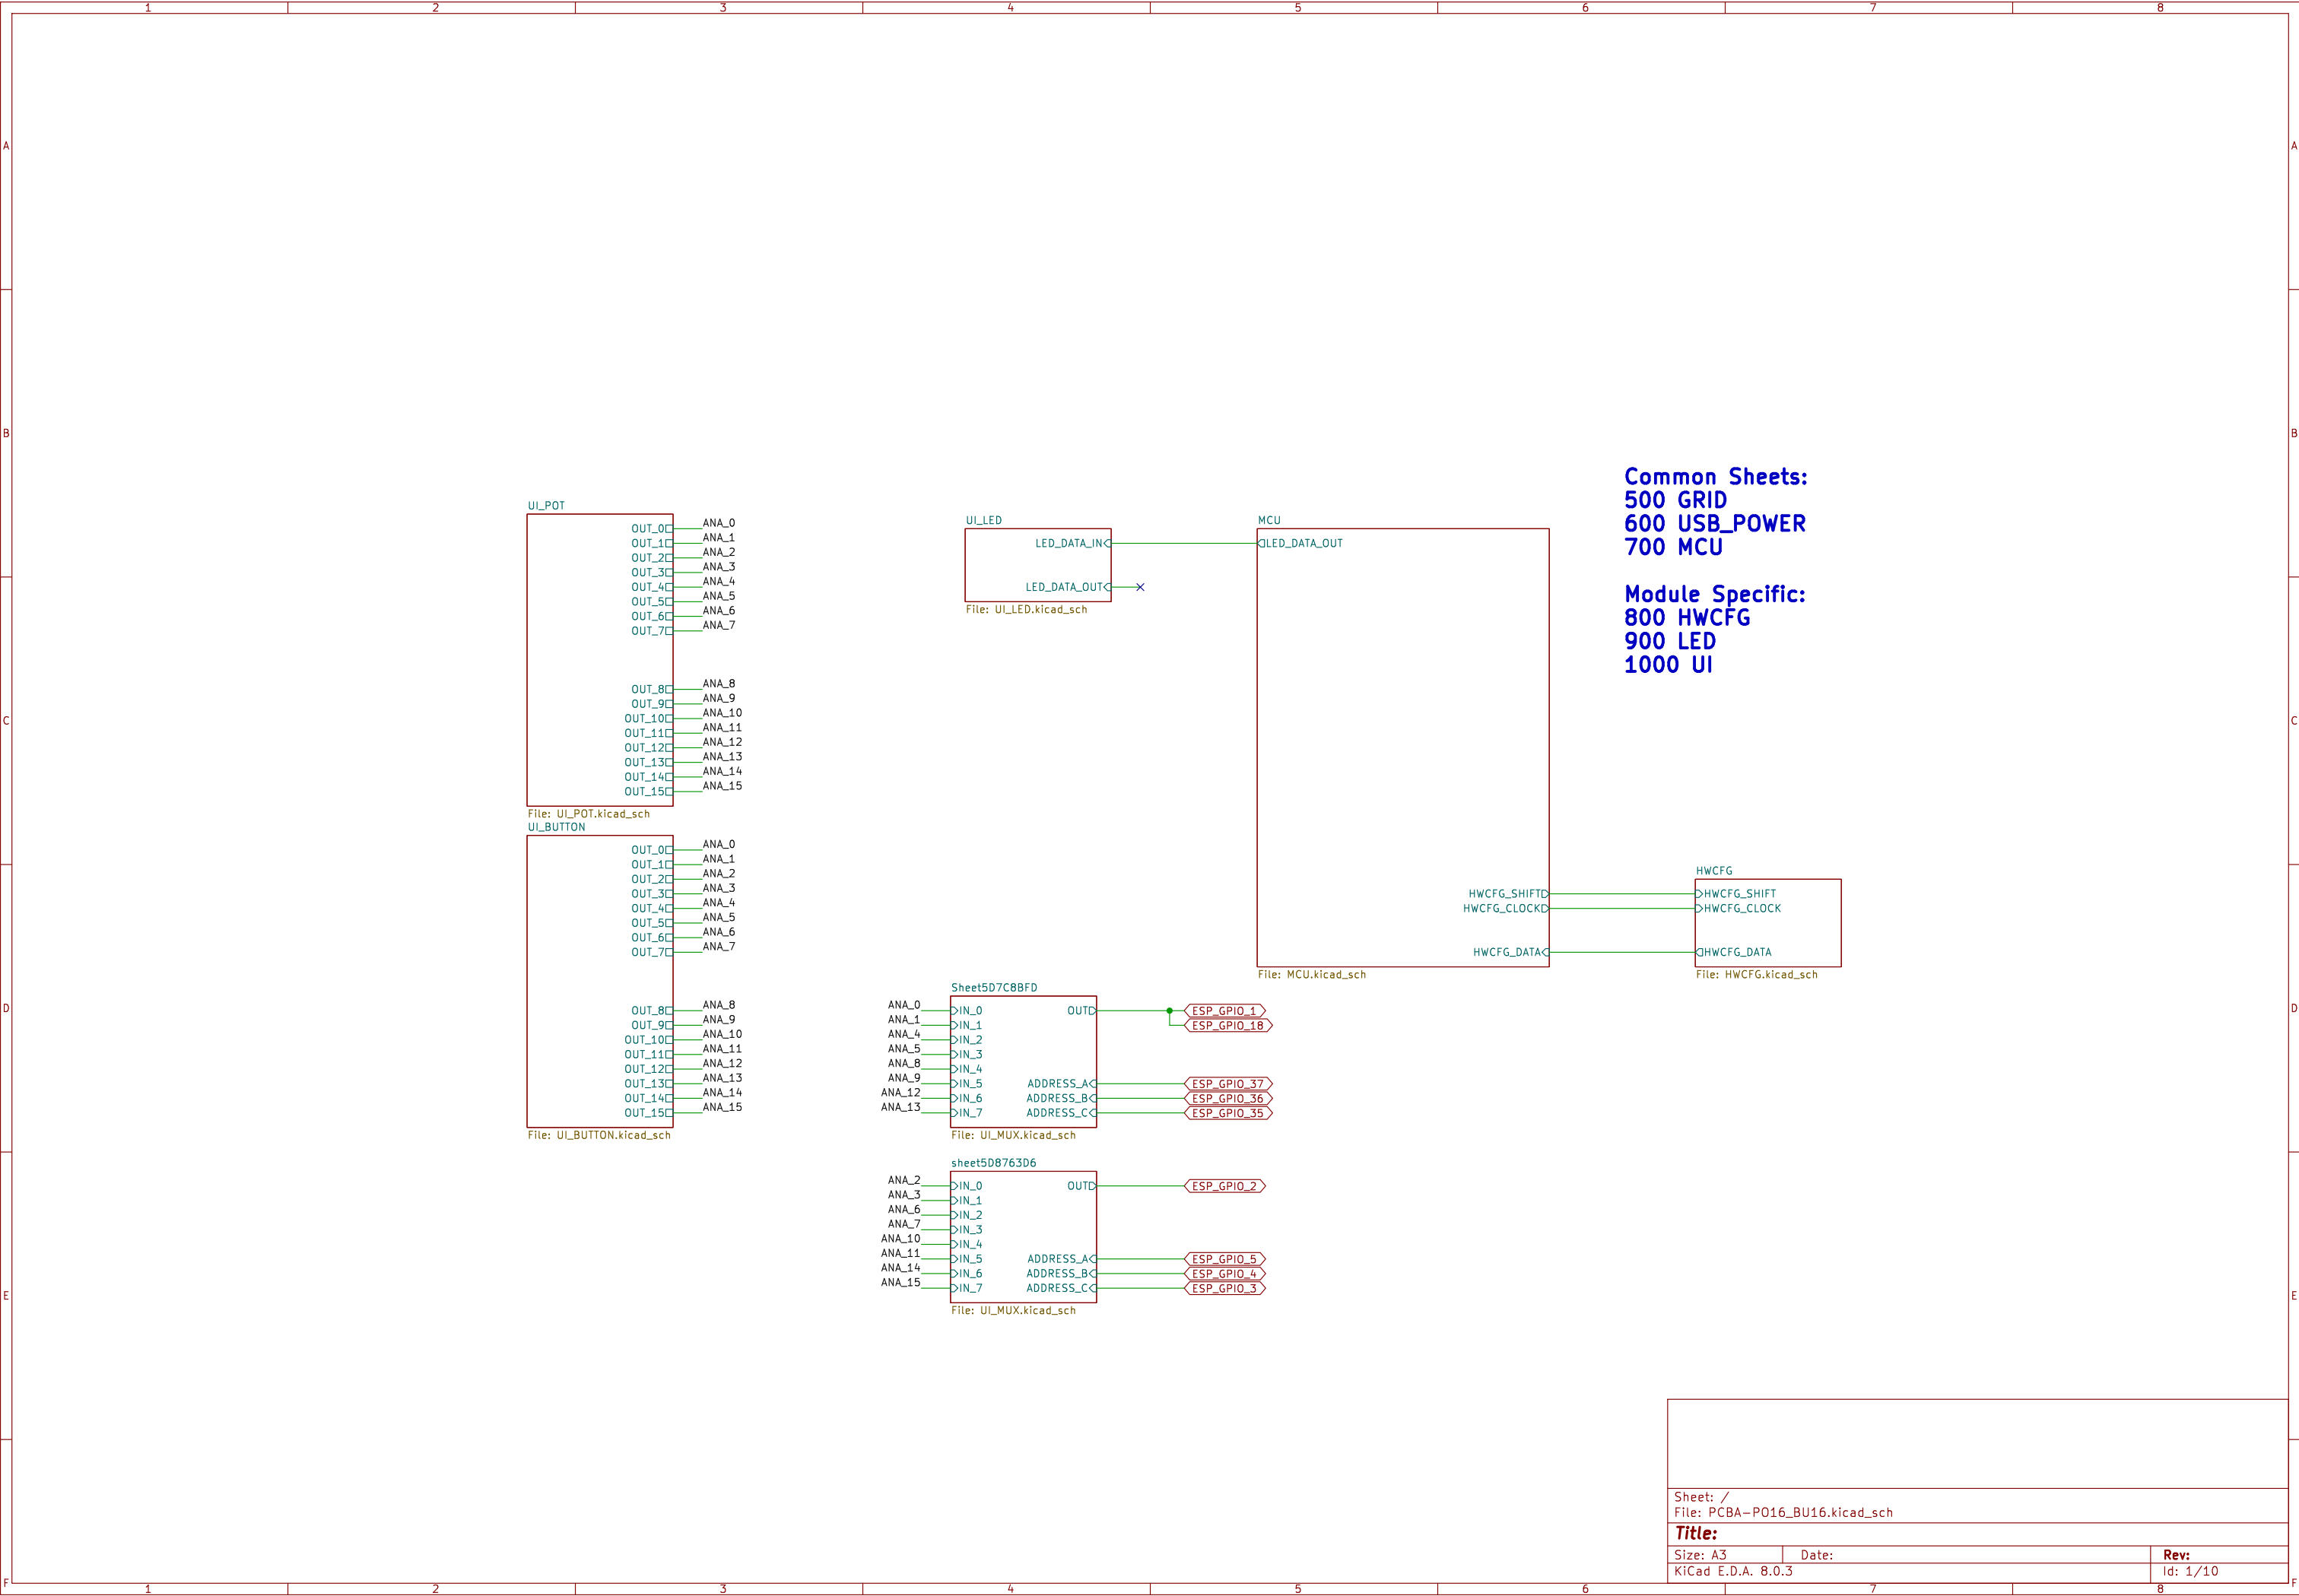 1 2 3 4 5 6 7 8
A A
B B
C C
D D
E E
F F
Common Sheets:
500 GRID
600 USB_POWER
700 MCU
Module Specific:
800 HWCFG
900 LED
1000 UI
UI_POT
OUT_0 ANA_0
OUT_1 ANA_1
OUT_2 ANA_2
OUT_3 ANA_3
OUT_4 ANA_4
OUT_5 ANA_5
OUT_6 ANA_6
OUT_7 ANA_7
OUT_8 ANA_8
OUT_9 ANA_9
OUT_10 ANA_10
OUT_11 ANA_11
OUT_12 ANA_12
OUT_13 ANA_13
OUT_14 ANA_14
OUT_15 ANA_15
File: UI_POT.kicad_sch
UI_BUTTON
OUT_0 ANA_0
OUT_1 ANA_1
OUT_2 ANA_2
OUT_3 ANA_3
OUT_4 ANA_4
OUT_5 ANA_5
OUT_6 ANA_6
OUT_7 ANA_7
OUT_8 ANA_8
OUT_9 ANA_9
OUT_10 ANA_10
OUT_11 ANA_11
OUT_12 ANA_12
OUT_13 ANA_13
OUT_14 ANA_14
OUT_15 ANA_15
File: UI_BUTTON.kicad_sch
UI_LED
LED_DATA_IN
LED_DATA_OUT
File: UI_LED.kicad_sch
MCU
LED_DATA_OUT
HWCFG_SHIFT
HWCFG_CLOCK
HWCFG_DATA
File: MCU.kicad_sch
HWCFG
HWCFG_SHIFT
HWCFG_CLOCK
HWCFG_DATA
File: HWCFG.kicad_sch
Sheet5D7C8BFD
ANA_0 IN_0 OUT ESP_GPIO_1
ANA_1 IN_1 ESP_GPIO_18
ANA_4 IN_2
ANA_5 IN_3
ANA_8 IN_4
ANA_9 IN_5 ADDRESS_A ESP_GPIO_37
ANA_12 IN_6 ADDRESS_B ESP_GPIO_36
ANA_13 IN_7 ADDRESS_C ESP_GPIO_35
File: UI_MUX.kicad_sch
sheet5D8763D6
ANA_2 IN_0 OUT ESP_GPIO_2
ANA_3 IN_1
ANA_6 IN_2
ANA_7 IN_3
ANA_10 IN_4
ANA_11 IN_5 ADDRESS_A ESP_GPIO_5
ANA_14 IN_6 ADDRESS_B ESP_GPIO_4
ANA_15 IN_7 ADDRESS_C ESP_GPIO_3
File: UI_MUX.kicad_sch
Sheet: /
File: PCBA-PO16_BU16.kicad_sch
Title:
Size: A3 Date: Rev:
KiCad E.D.A. 8.0.3 Id: 1/10
1 2 3 4 5 6 7 8